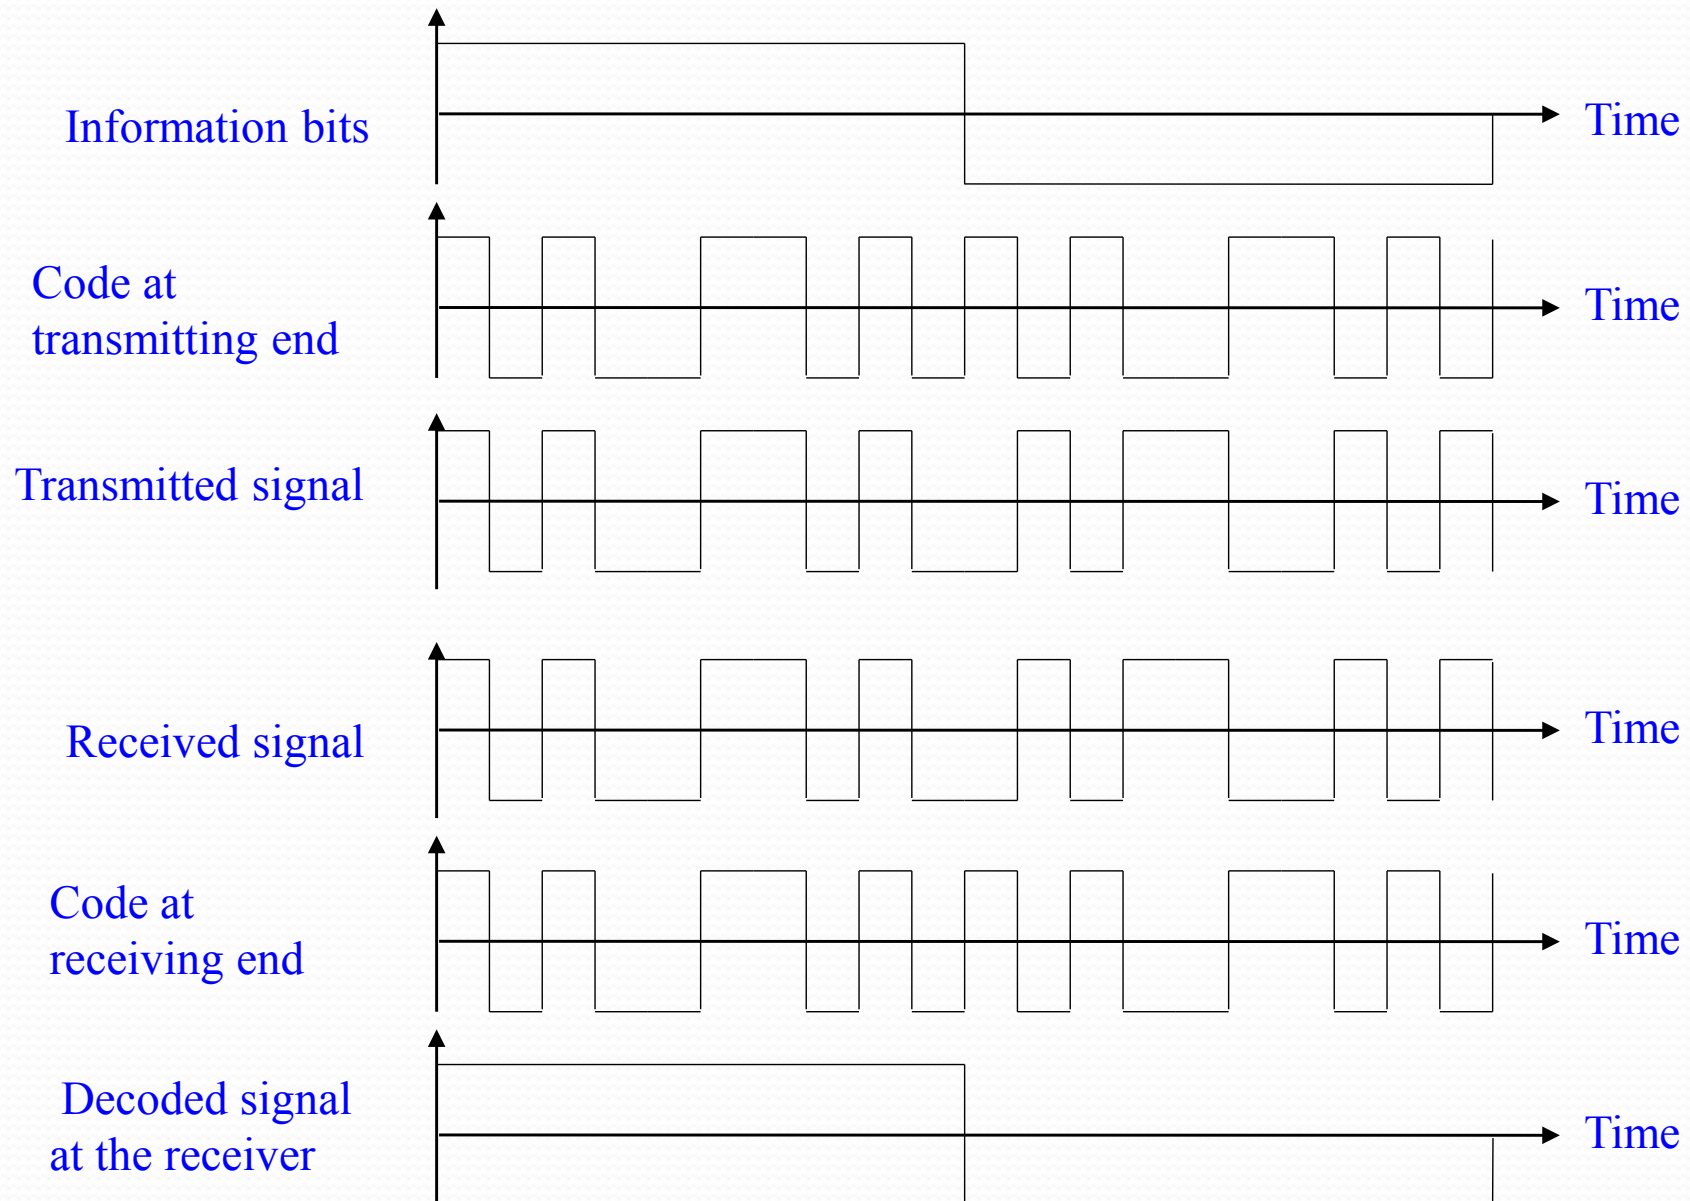 Information bits
Time
Code at
transmitting end
Time
Transmitted signal
Time
Received signal
Time
Code at
receiving end
Time
Decoded signal
at the receiver
Time